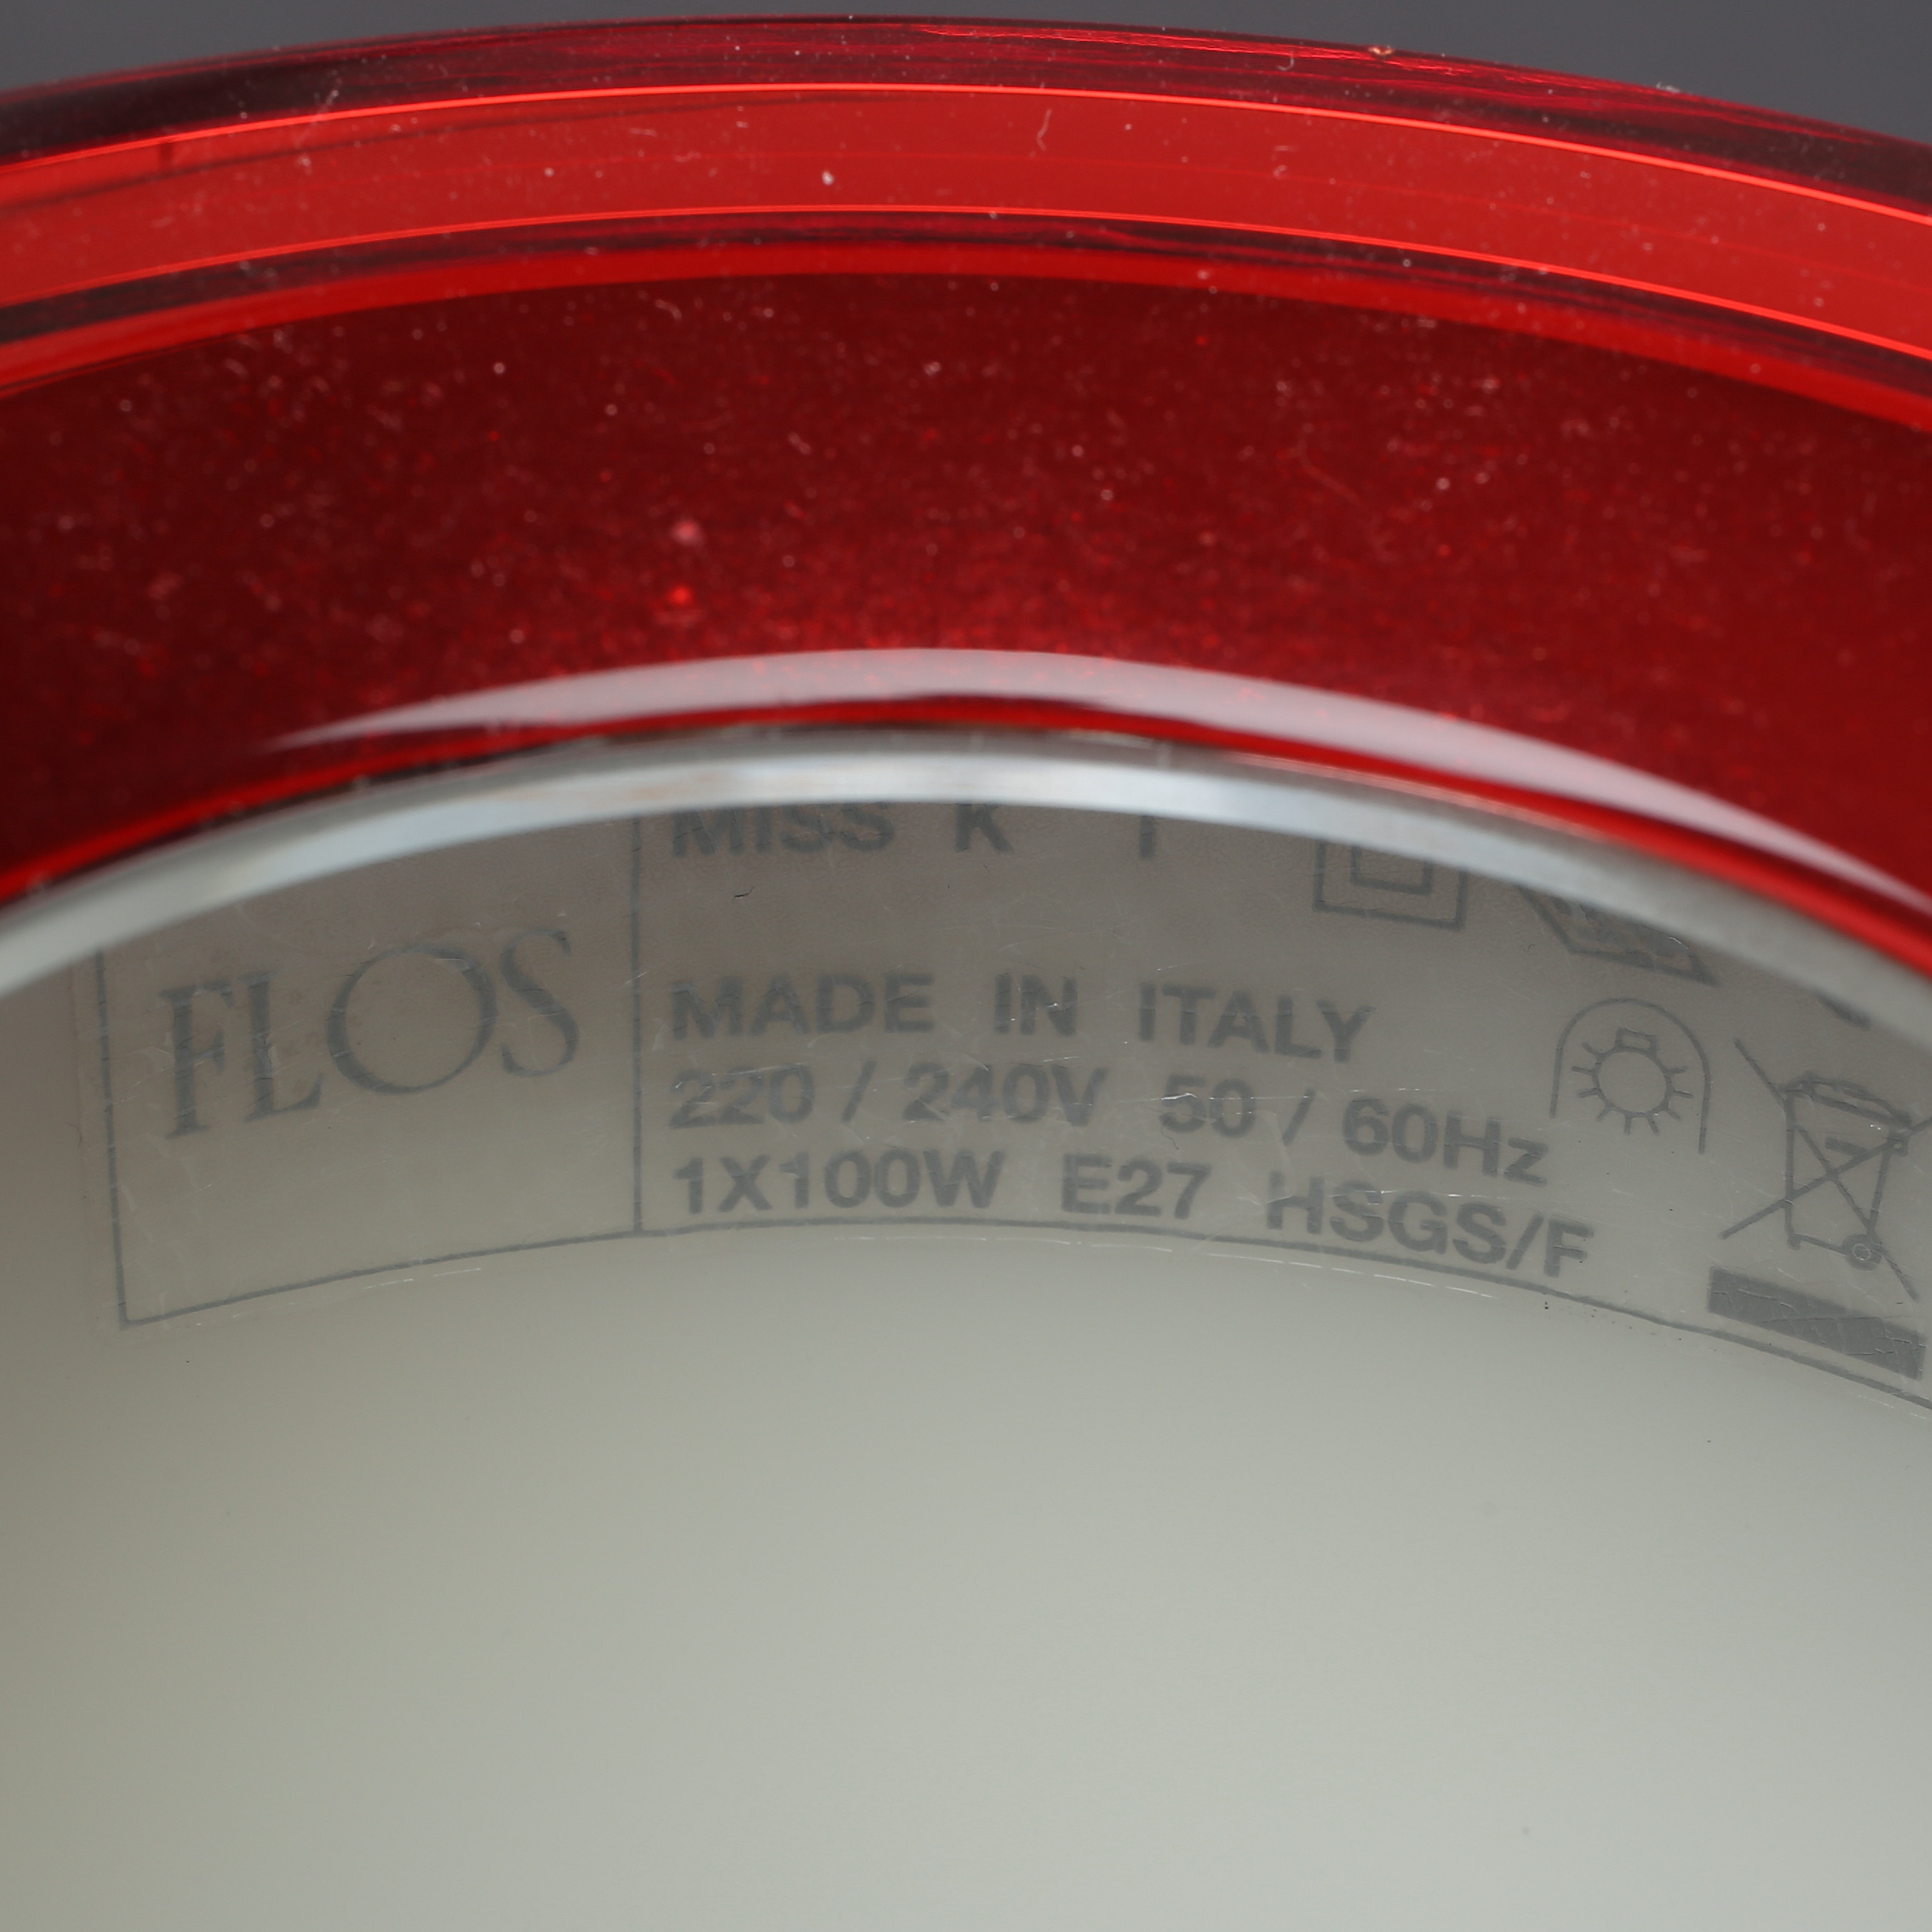 MISS K T
FLOS
MADE IN ITALY
220 / 240V 50 / 60Hz
1X100W E27 HSGS/F